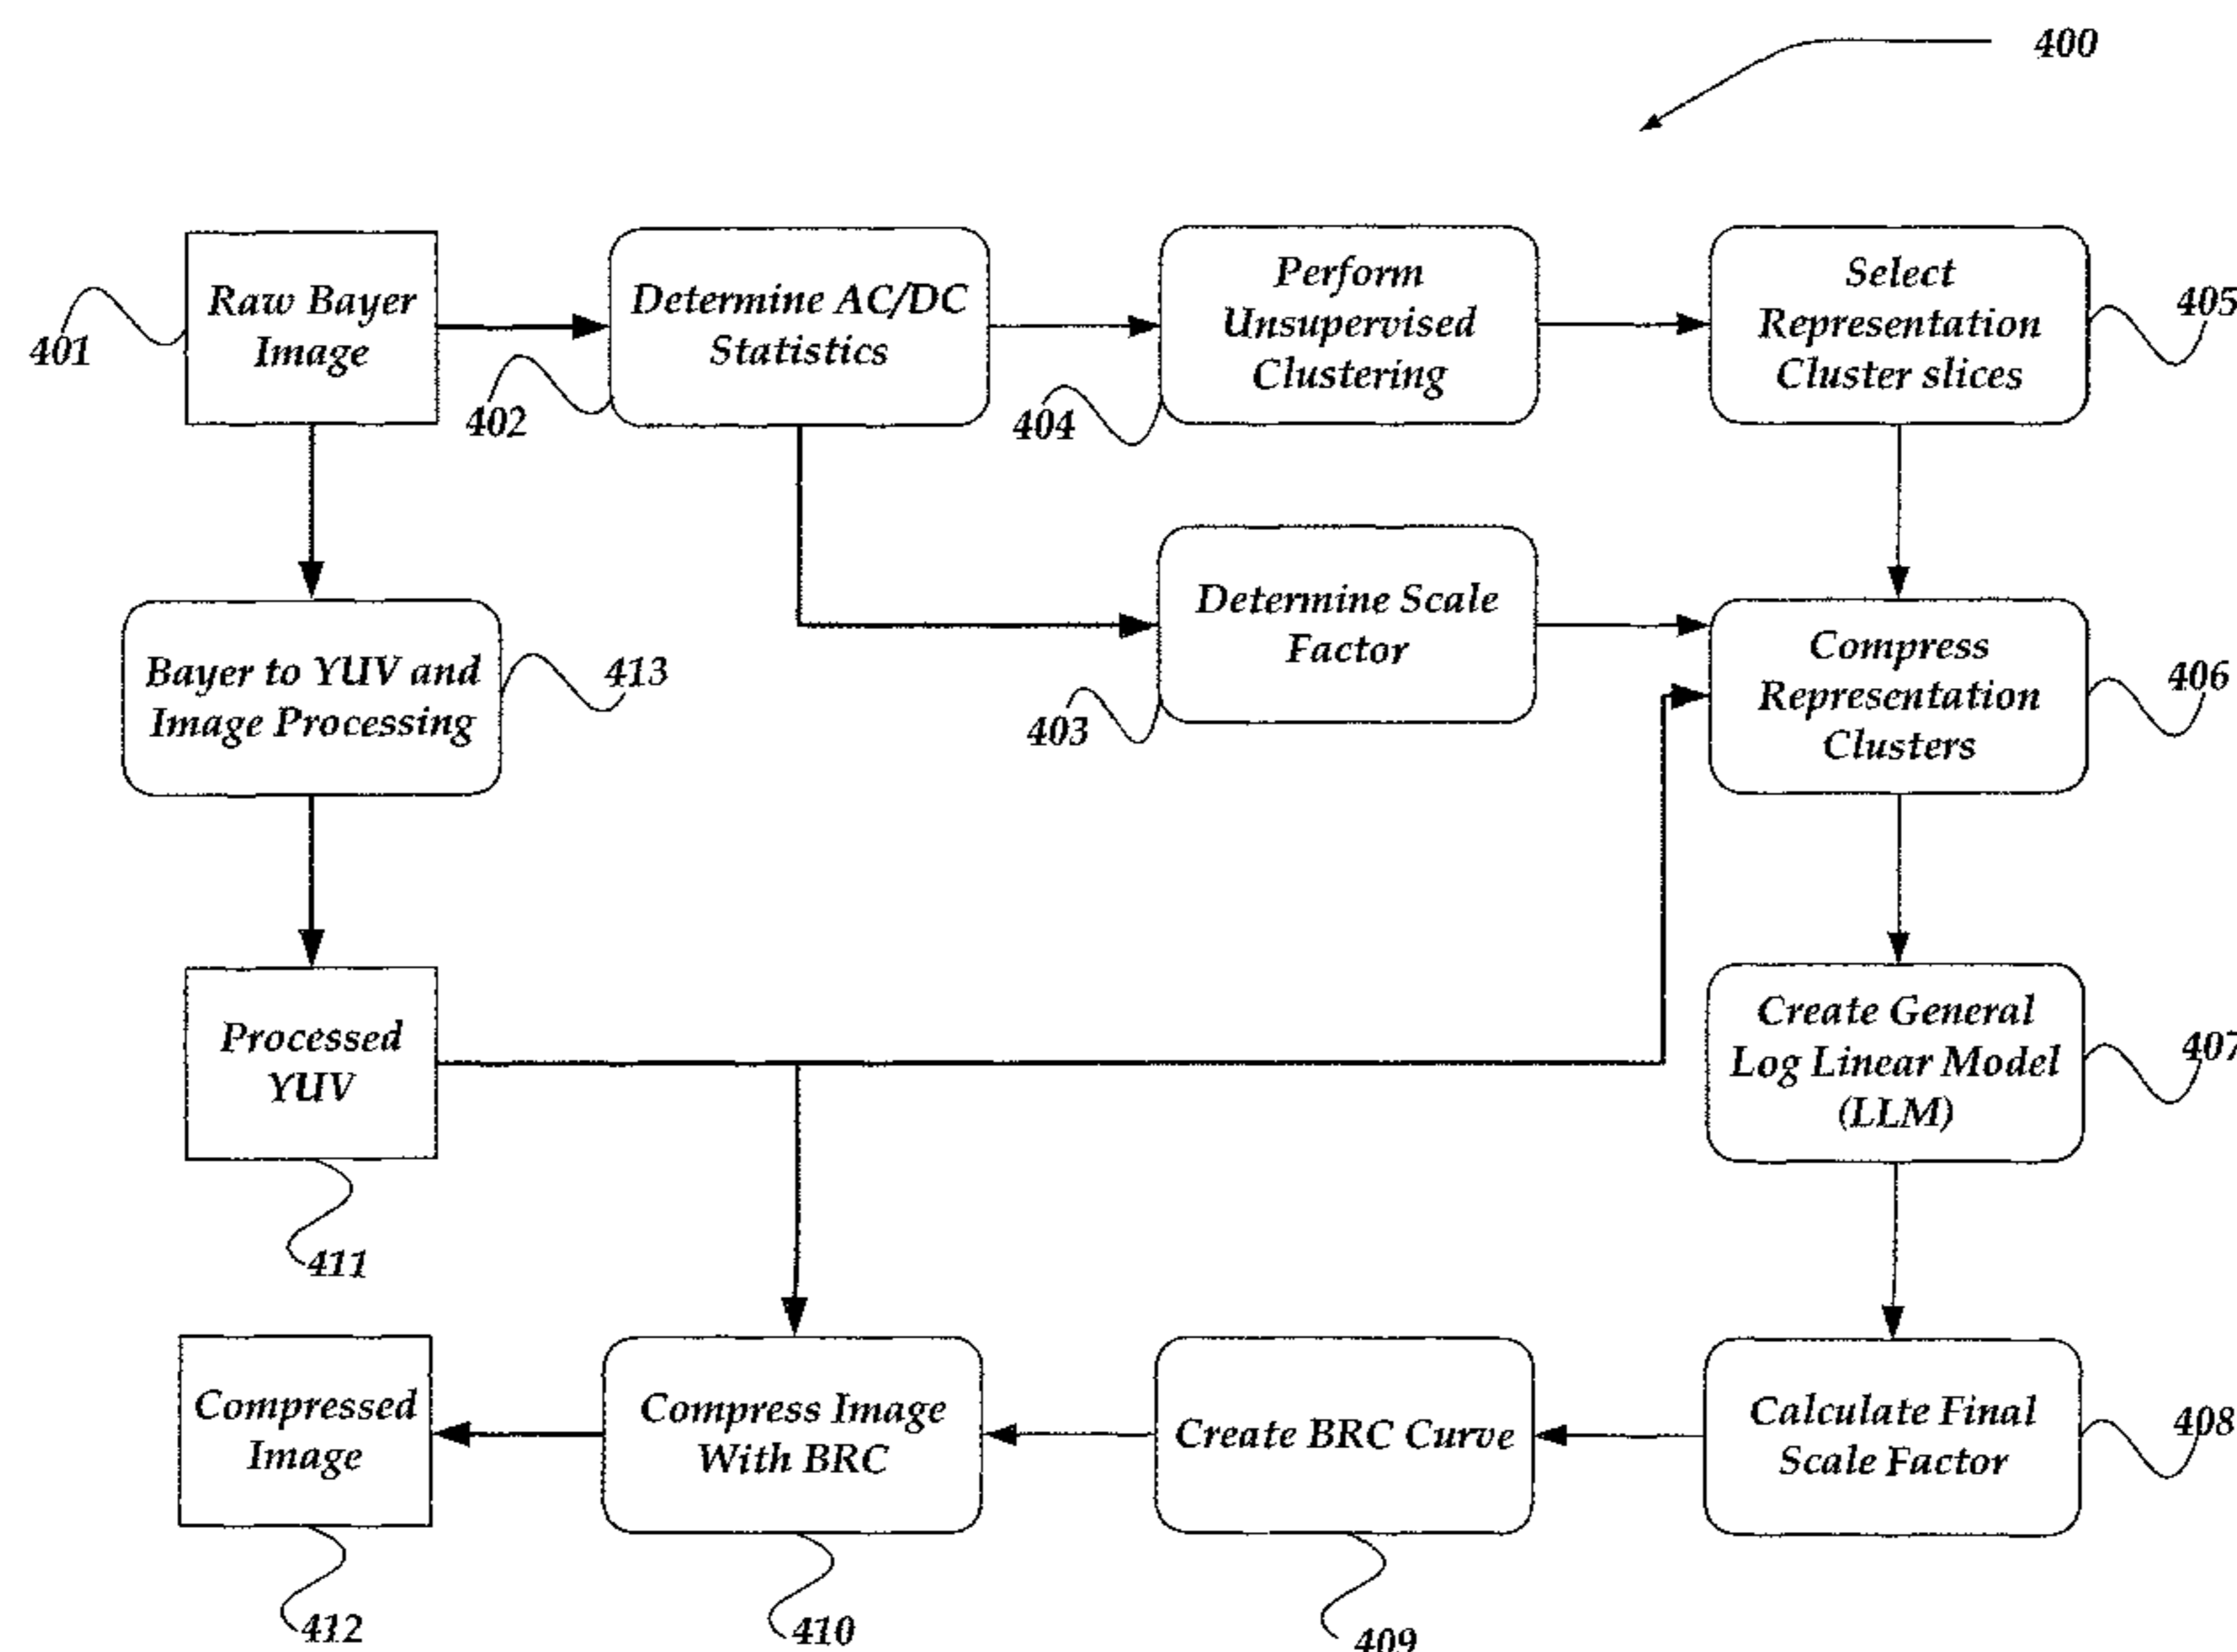 400
Raw Bayer
Image
401
Determine AC/DC
Statistics
402
Perform
Unsupervised
Clustering
404
Select
Representation
Cluster slices
405
Bayer to YUV and
Image Processing
413
Determine Scale
Factor
403
Compress
Representation
Clusters
406
Processed
YUV
411
Create General
Log Linear Model
(LLM)
407
Compressed
Image
412
Compress Image
With BRC
410
Create BRC Curve
409
Calculate Final
Scale Factor
408